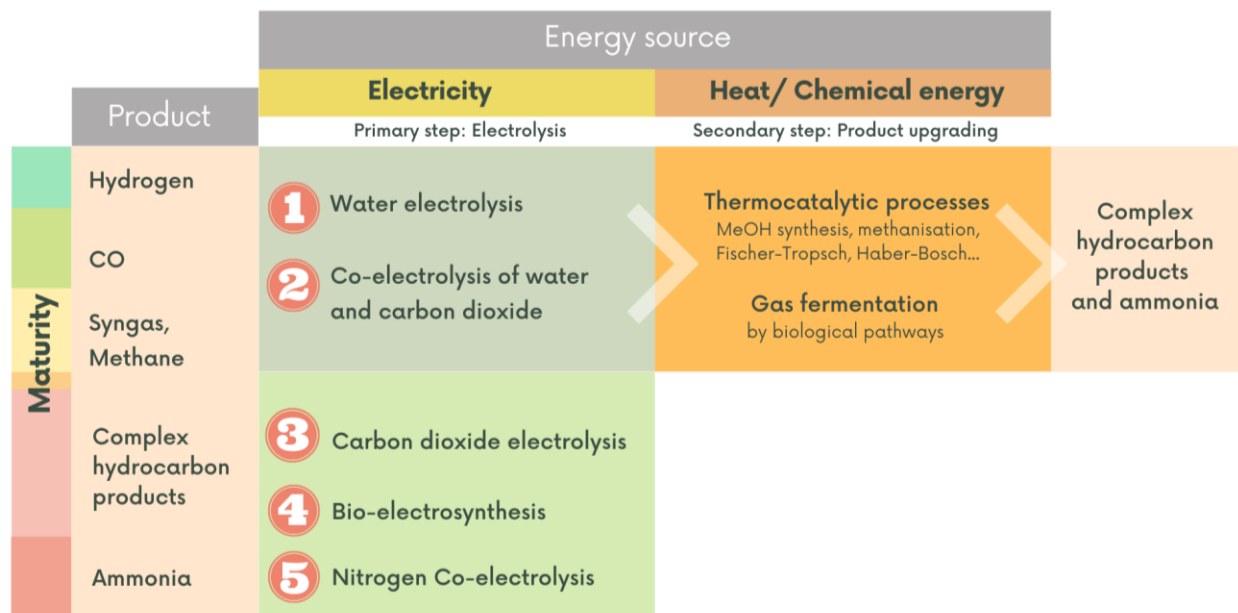 Energy source
Electricity
Heat/ Chemical energy
Product
Primary step: Electrolysis
Secondary step: Product upgrading
Maturity
Hydrogen
CO
Syngas,
Methane
Complex
hydrocarbon
products
Ammonia
1 Water electrolysis
2 Co-electrolysis of water
and carbon dioxide
3 Carbon dioxide electrolysis
4 Bio-electrosynthesis
5 Nitrogen Co-electrolysis
Thermocatalytic processes
MeOH synthesis, methanisation,
Fischer-Tropsch, Haber-Bosch...
Gas fermentation
by biological pathways
Complex
hydrocarbon
products
and ammonia